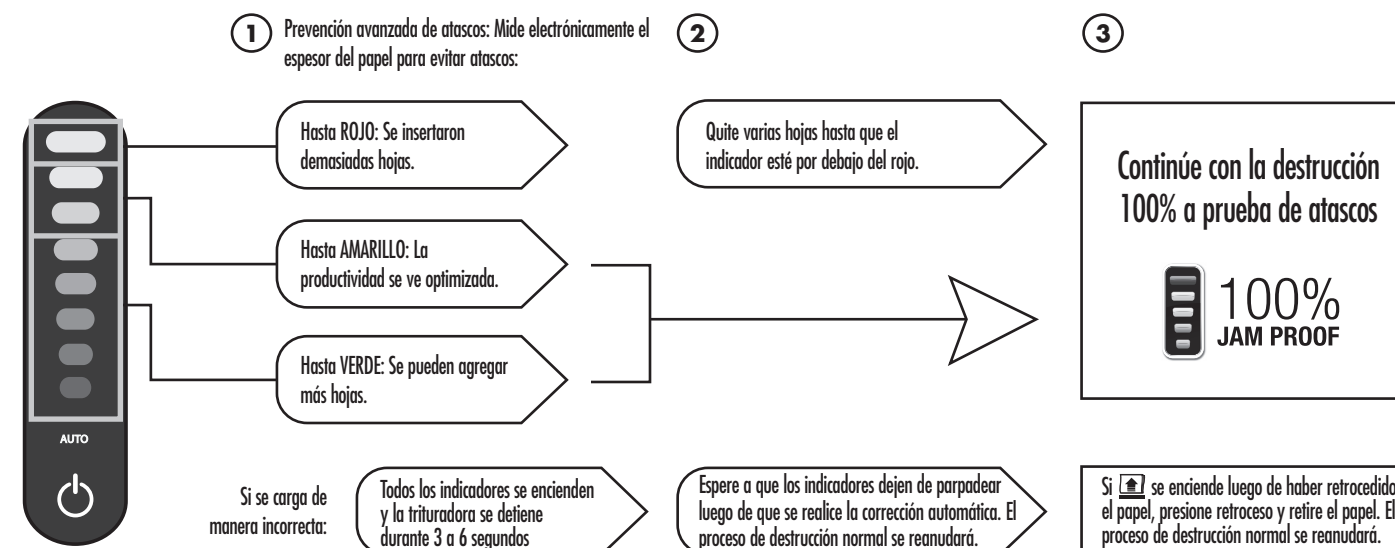 1
Prevención avanzada de atascos: Mide electrónicamente el
espesor del papel para evitar atascos:
2
3
Hasta ROJO: Se insertaron
demasiadas hojas.
Quite varias hojas hasta que el
indicador esté por debajo del rojo.
Continúe con la destrucción
100% a prueba de atascos
100%
JAM PROOF
Hasta AMARILLO: La
productividad se ve optimizada.
Hasta VERDE: Se pueden agregar
más hojas.
AUTO
Si se carga de
manera incorrecta:
Todos los indicadores se encienden
y la trituradora se detiene
durante 3 a 6 segundos
Espere a que los indicadores dejen de parpadear
luego de que se realice la corrección automática. El
proceso de destrucción normal se reanudará.
Si se enciende luego de haber retrocedido
el papel, presione retroceso y retire el papel. El
proceso de destrucción normal se reanudará.